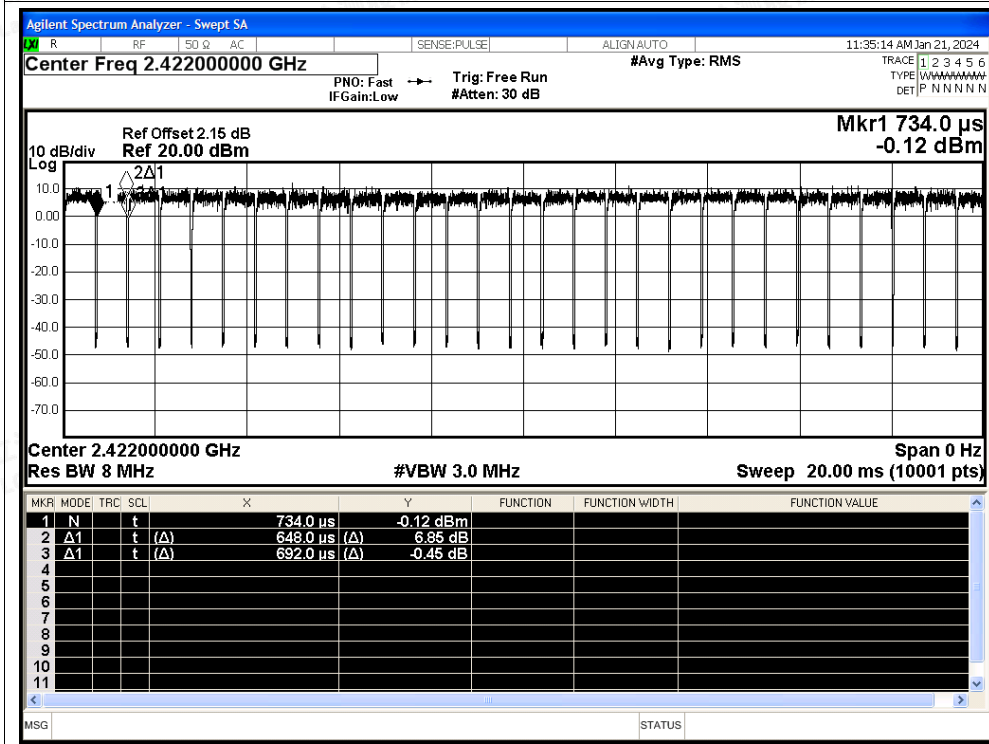 Agilent Spectrum Analyzer - Swept SA
LXI R RF 50 Ω AC SENSE:PULSE ALIGN AUTO 11:35:14 AM Jan 21, 2024
Center Freq 2.422000000 GHz #Avg Type: RMS TRACE 1 2 3 4 5 6
PNO: Fast Trig: Free Run TYPE
IFGain:Low #Atten: 30 dB DET P N N N N N
Mkr1 734.0 µs
Ref Offset 2.15 dB
10 dB/div Ref 20.00 dBm -0.12 dBm
Log
2Δ1
10.0
1
0.00
-10.0
-20.0
-30.0
-40.0
-50.0
-60.0
-70.0
Center 2.422000000 GHz Span 0 Hz
Res BW 8 MHz #VBW 3.0 MHz Sweep 20.00 ms (10001 pts)
MKR MODE TRC SCL X Y FUNCTION FUNCTION WIDTH FUNCTION VALUE
1 N t 734.0 µs -0.12 dBm
2 Δ1 t (Δ) 648.0 µs (Δ) 6.85 dB
3 Δ1 t (Δ) 692.0 µs (Δ) -0.45 dB
4
5
6
7
8
9
10
11
MSG STATUS